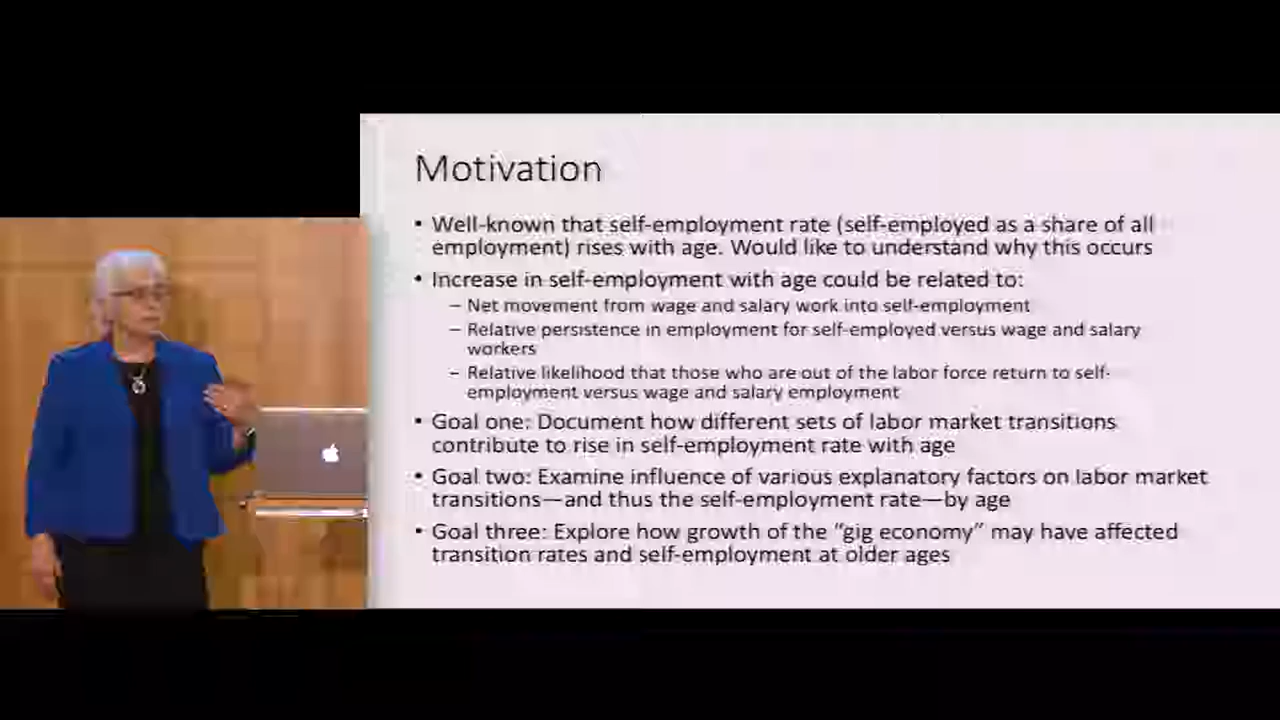 Motivation
• Well-known that self-employment rate (self-employed as a share of all
employment) rises with age. Would like to understand why this occurs
• Increase in self-employment with age could be related to:
– Net movement from wage and salary work into self-employment
– Relative persistence in employment for self-employed versus wage and salary
workers
– Relative likelihood that those who are out of the labor force return to self-
employment versus wage and salary employment
• Goal one: Document how different sets of labor market transitions
contribute to rise in self-employment rate with age
• Goal two: Examine influence of various explanatory factors on labor market
transitions—and thus the self-employment rate—by age
• Goal three: Explore how growth of the “gig economy” may have affected
transition rates and self-employment at older ages